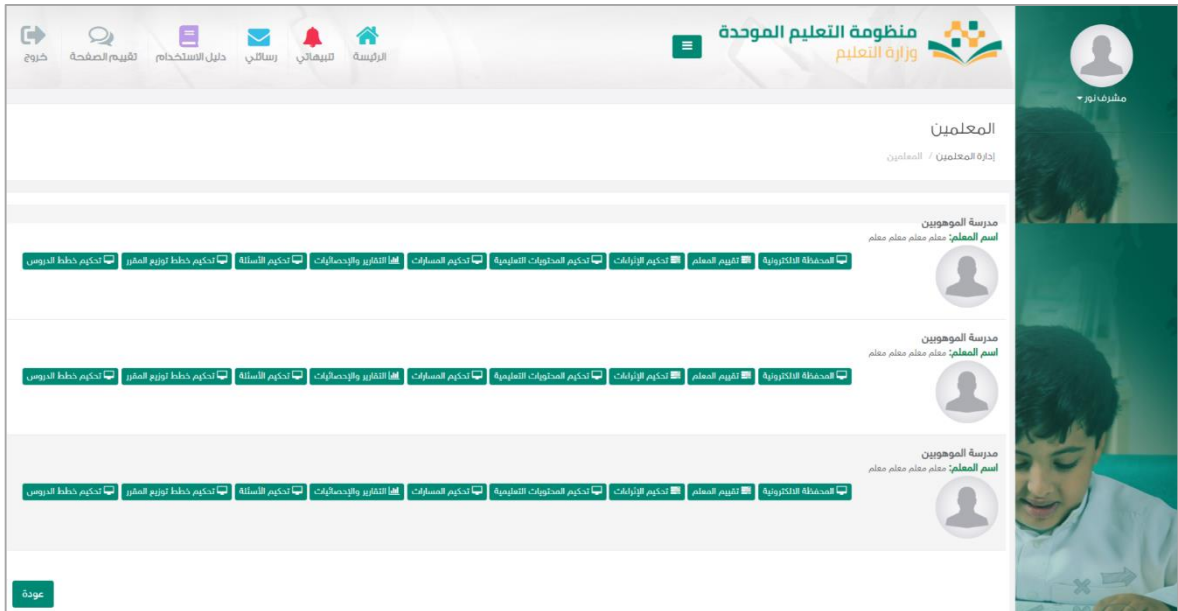 منظومة التعليم الموحدة
وزارة التعليم
الرئيسة
تنبيهاتي
رسائلي
دليل الاستخدام
تقييم الصفحة
خروج
مشرف نور
المعلمين
إدارة المعلمين / المعلمين
مدرسة الموهوبين
اسم المعلم: معلم معلم معلم معلم
المحفظة الالكترونية تقييم المعلم تحكيم الإثراءات تحكيم المحتويات التعليمية تحكيم المسارات التقارير والإحصائيات تحكيم الأسئلة تحكيم خطط توزيع المقرر تحكيم خطط الدروس
مدرسة الموهوبين
اسم المعلم: معلم معلم معلم معلم
المحفظة الالكترونية تقييم المعلم تحكيم الإثراءات تحكيم المحتويات التعليمية تحكيم المسارات التقارير والإحصائيات تحكيم الأسئلة تحكيم خطط توزيع المقرر تحكيم خطط الدروس
مدرسة الموهوبين
اسم المعلم: معلم معلم معلم معلم
المحفظة الالكترونية تقييم المعلم تحكيم الإثراءات تحكيم المحتويات التعليمية تحكيم المسارات التقارير والإحصائيات تحكيم الأسئلة تحكيم خطط توزيع المقرر تحكيم خطط الدروس
عودة